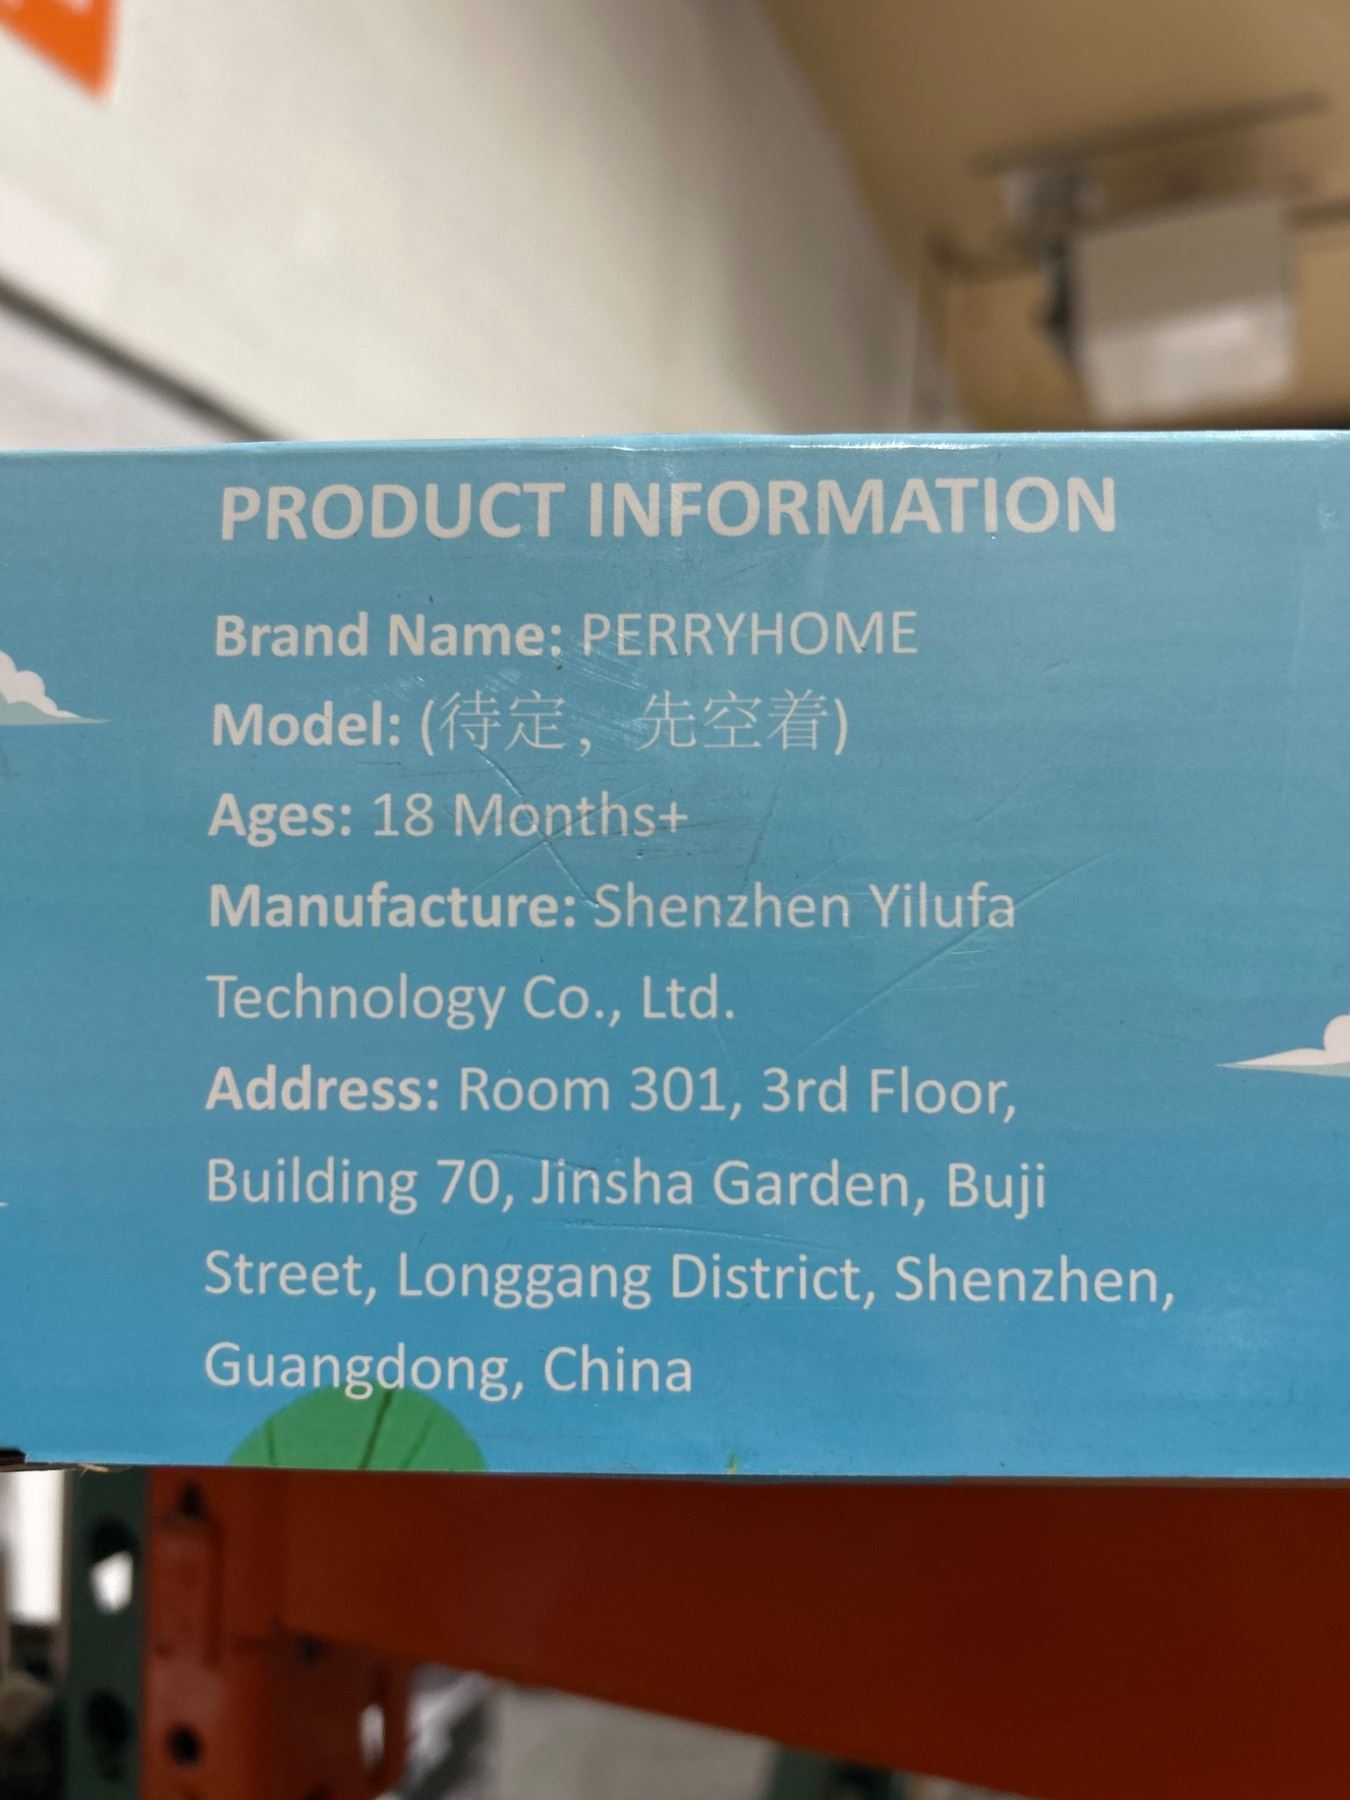 PRODUCT INFORMATION
Brand Name: PERRYHOME
Model: (待定，先空着)
Ages: 18 Months+
Manufacture: Shenzhen Yilufa
Technology Co., Ltd.
Address: Room 301, 3rd Floor,
Building 70, Jinsha Garden, Buji
Street, Longgang District, Shenzhen,
Guangdong, China